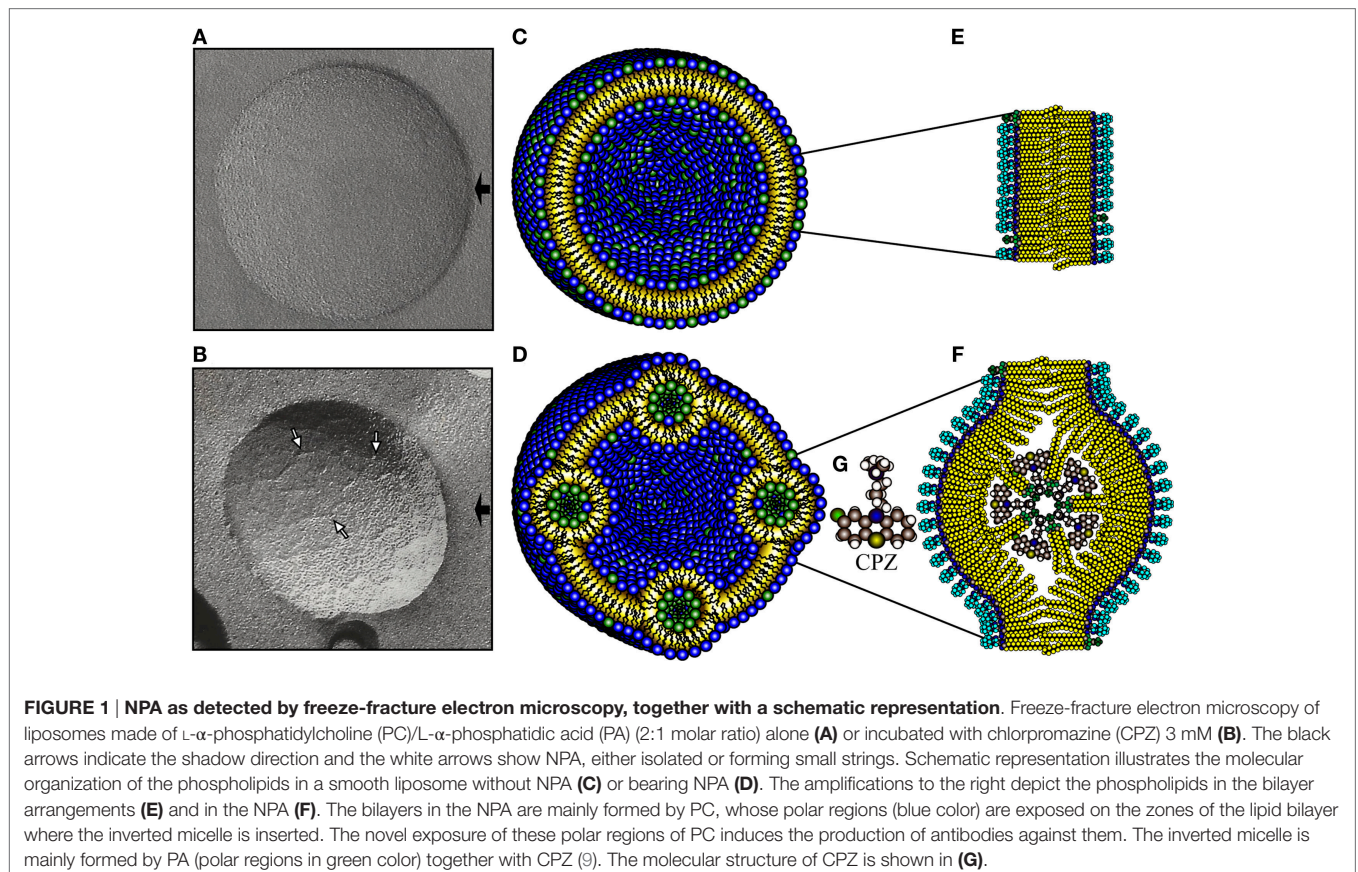 A
C
E
B
D
F
G
CPZ
FIGURE 1 | NPA as detected by freeze-fracture electron microscopy, together with a schematic representation. Freeze-fracture electron microscopy of
liposomes made of L-α-phosphatidylcholine (PC)/L-α-phosphatidic acid (PA) (2:1 molar ratio) alone (A) or incubated with chlorpromazine (CPZ) 3 mM (B). The black
arrows indicate the shadow direction and the white arrows show NPA, either isolated or forming small strings. Schematic representation illustrates the molecular
organization of the phospholipids in a smooth liposome without NPA (C) or bearing NPA (D). The amplifications to the right depict the phospholipids in the bilayer
arrangements (E) and in the NPA (F). The bilayers in the NPA are mainly formed by PC, whose polar regions (blue color) are exposed on the zones of the lipid bilayer
where the inverted micelle is inserted. The novel exposure of these polar regions of PC induces the production of antibodies against them. The inverted micelle is
mainly formed by PA (polar regions in green color) together with CPZ (9). The molecular structure of CPZ is shown in (G).